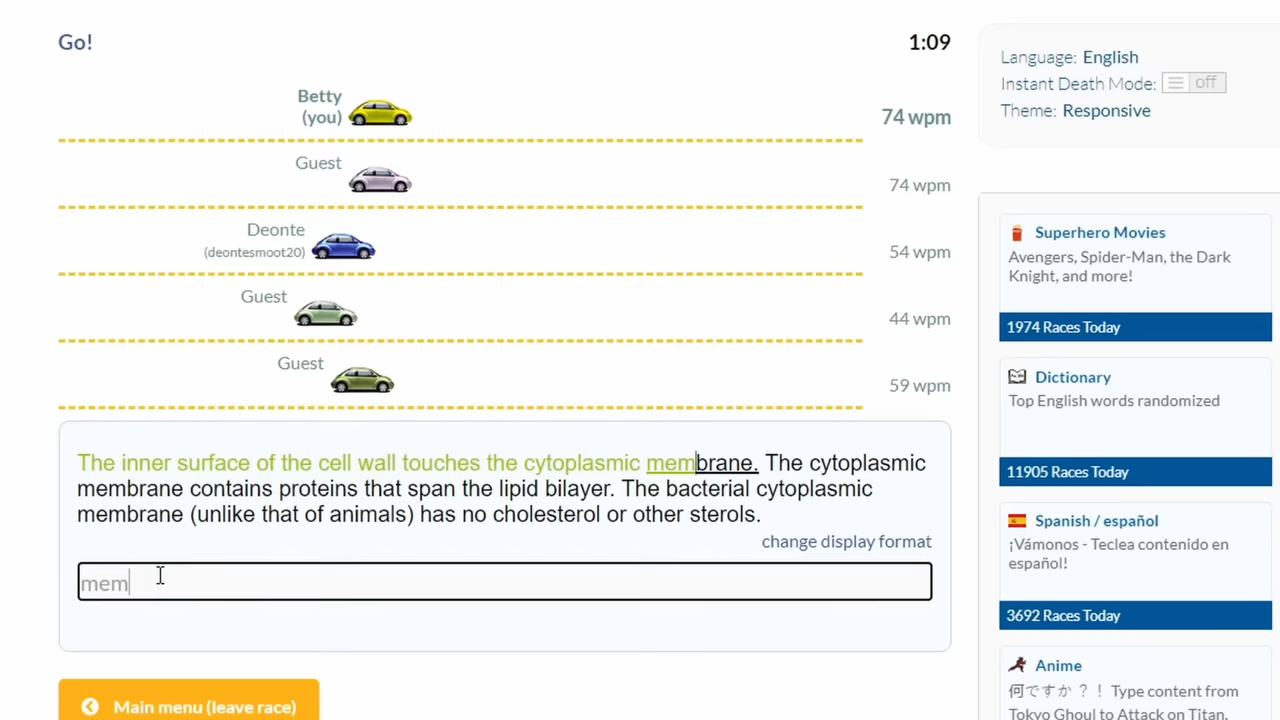 Go!
1:09
Betty
(you)
74 wpm
Guest
74 wpm
Deonte
(deontesmoot20)
54 wpm
Guest
44 wpm
Guest
59 wpm
The inner surface of the cell wall touches the cytoplasmic membrane. The cytoplasmic
membrane contains proteins that span the lipid bilayer. The bacterial cytoplasmic
membrane (unlike that of animals) has no cholesterol or other sterols.
change display format
mem
Main menu (leave race)
Language: English
Instant Death Mode: off
Theme: Responsive
Superhero Movies
Avengers, Spider-Man, the Dark
Knight, and more!
1974 Races Today
Dictionary
Top English words randomized
11905 Races Today
Spanish / español
¡Vámonos - Teclea contenido en
español!
3692 Races Today
Anime
何ですか？！ Type content from
Tokyo Ghoul to Attack on Titan.